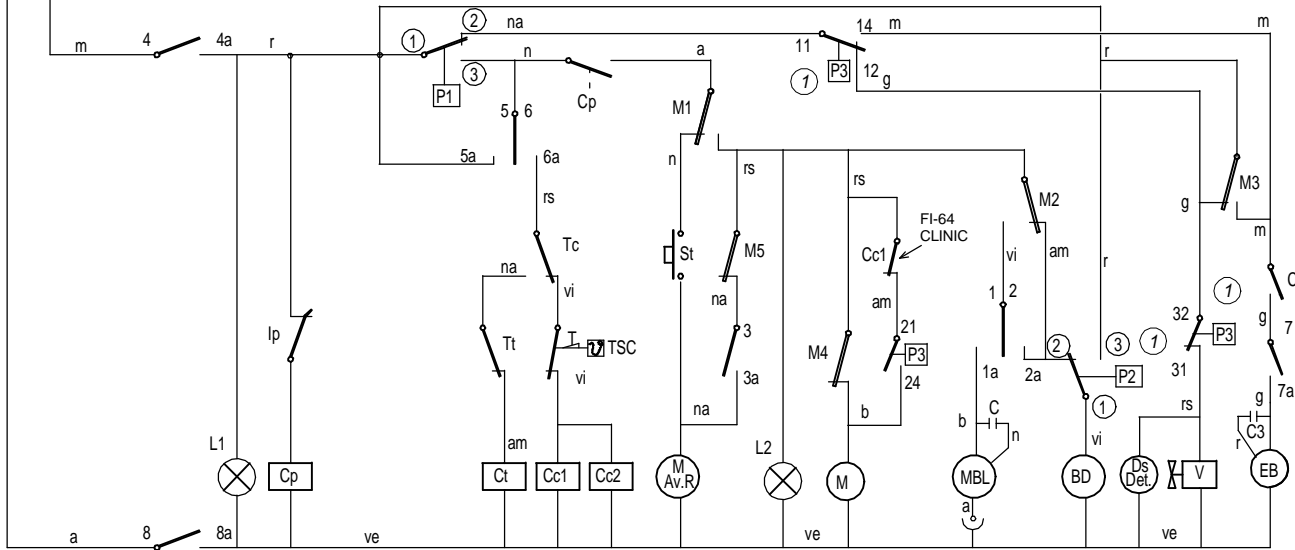 2 na 14 m m
m 4 4a r 1 11
3 n a r
P1 P3 12
Cp 1 g
5 6 M1
5a 6a n
rs rs rs M2 g M3
FI-64
CLINIC
m
Tc St M5 Cc1 vi am r
na vi na am 1 2 1 C
Ip 32 g
Tt T TSC 3 M4 21 2 3 1 P3 7
vi P3 1a 2a P2 31
3a 24 1 7a
na b b C rs g
L1 am L2 n vi r C3
Cp Ct Cc1 Cc2 M
Av.R M MBL BD Ds
Det. V EB
a
a 8 8a ve ve ve